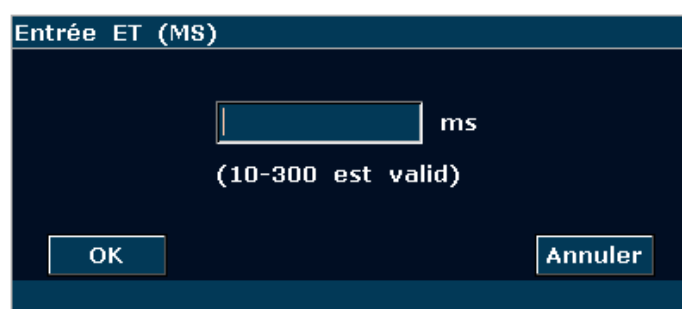 Entrée ET (MS)
ms
(10-300 est valid)
OK Annuler